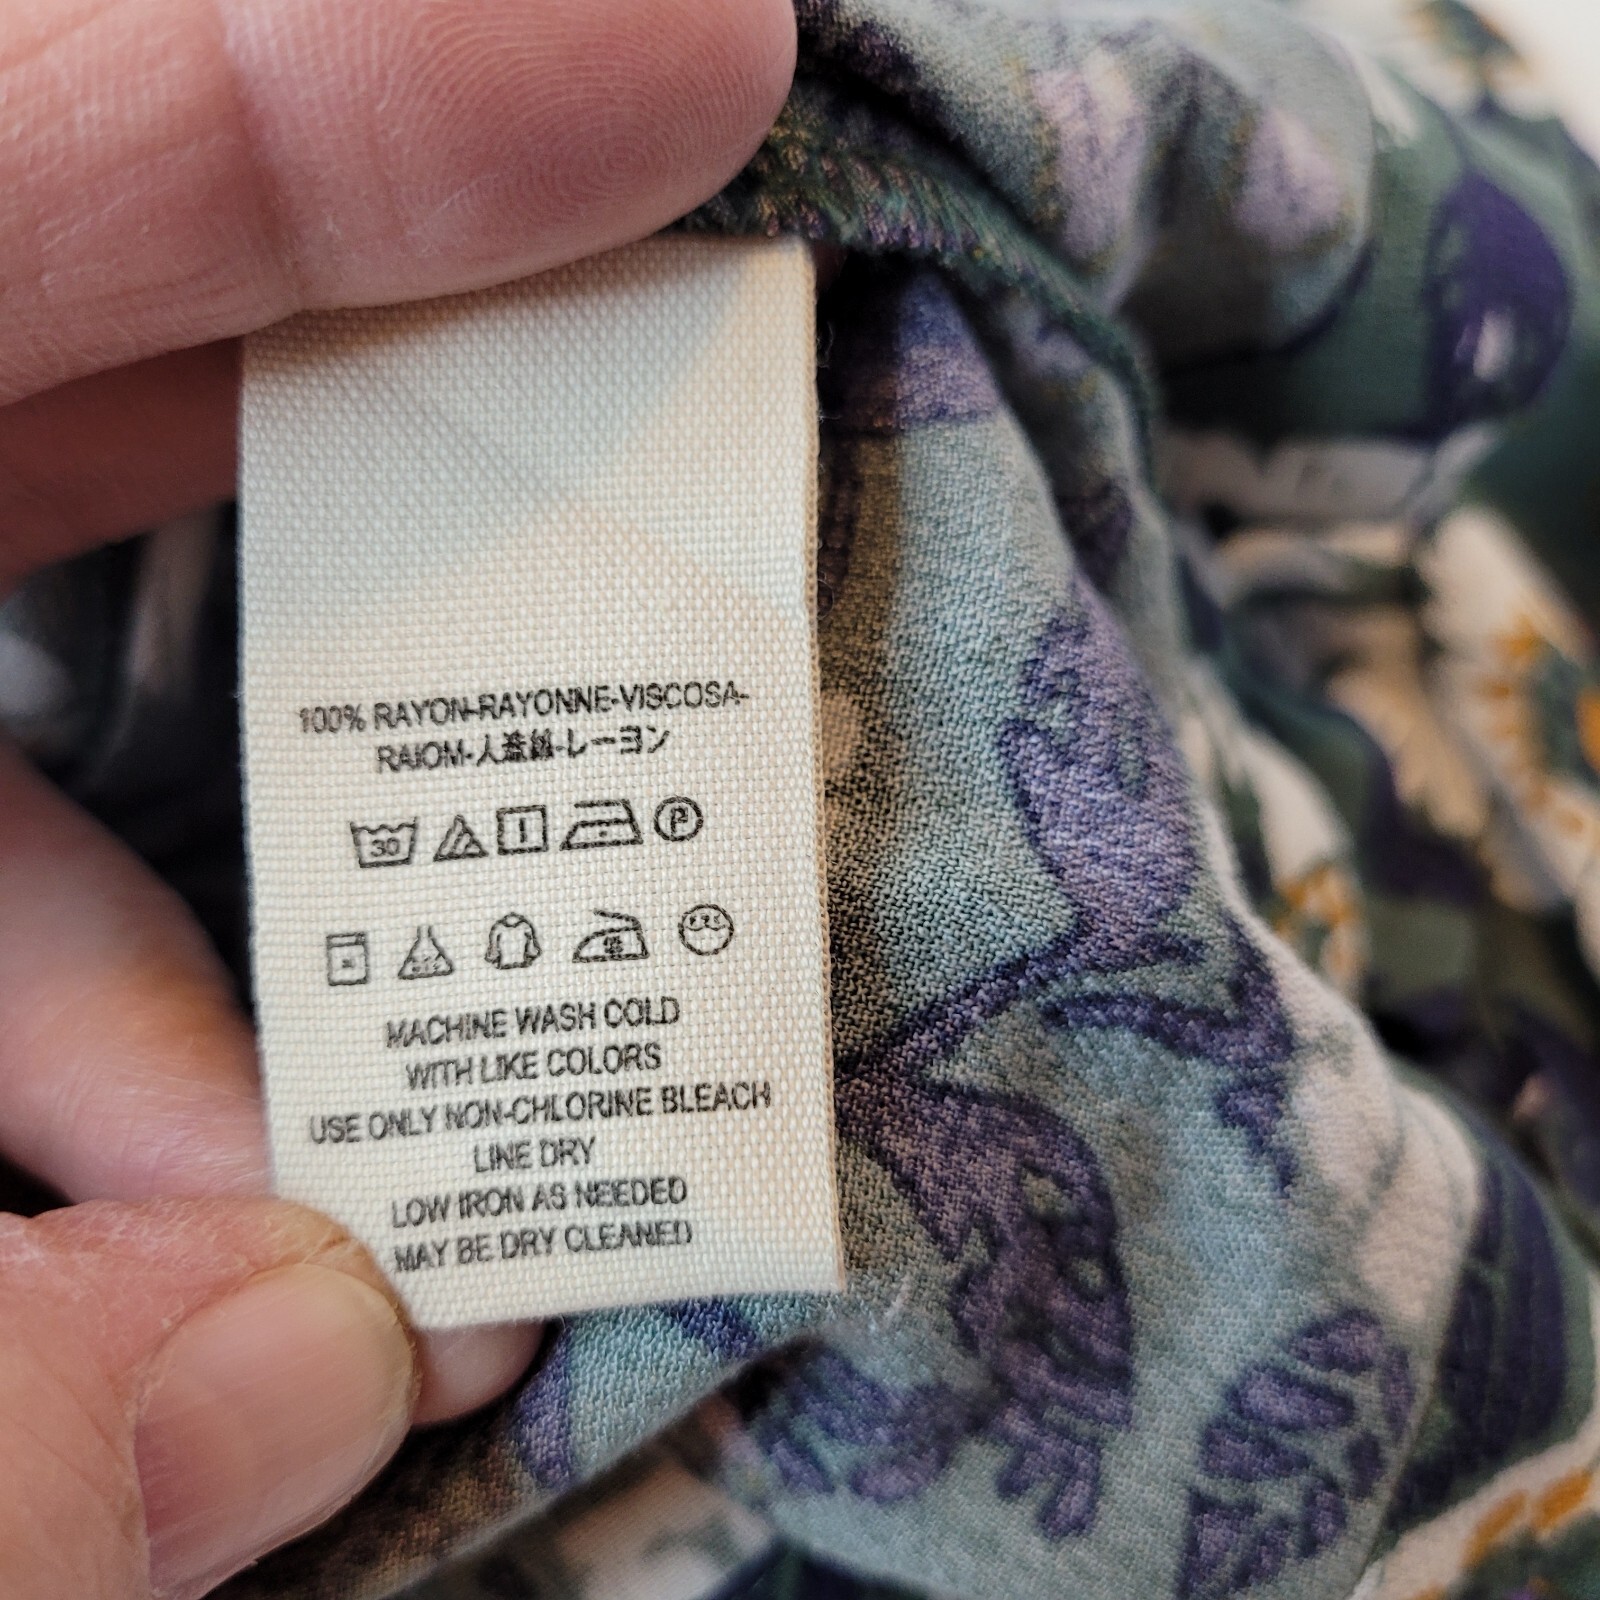 100% RAYON-RAYONNE-VISCOSA-
RAIOM-人造絲-レーヨン
30 P
MACHINE WASH COLD
WITH LIKE COLORS
USE ONLY NON-CHLORINE BLEACH
LINE DRY
LOW IRON AS NEEDED
MAY BE DRY CLEANED